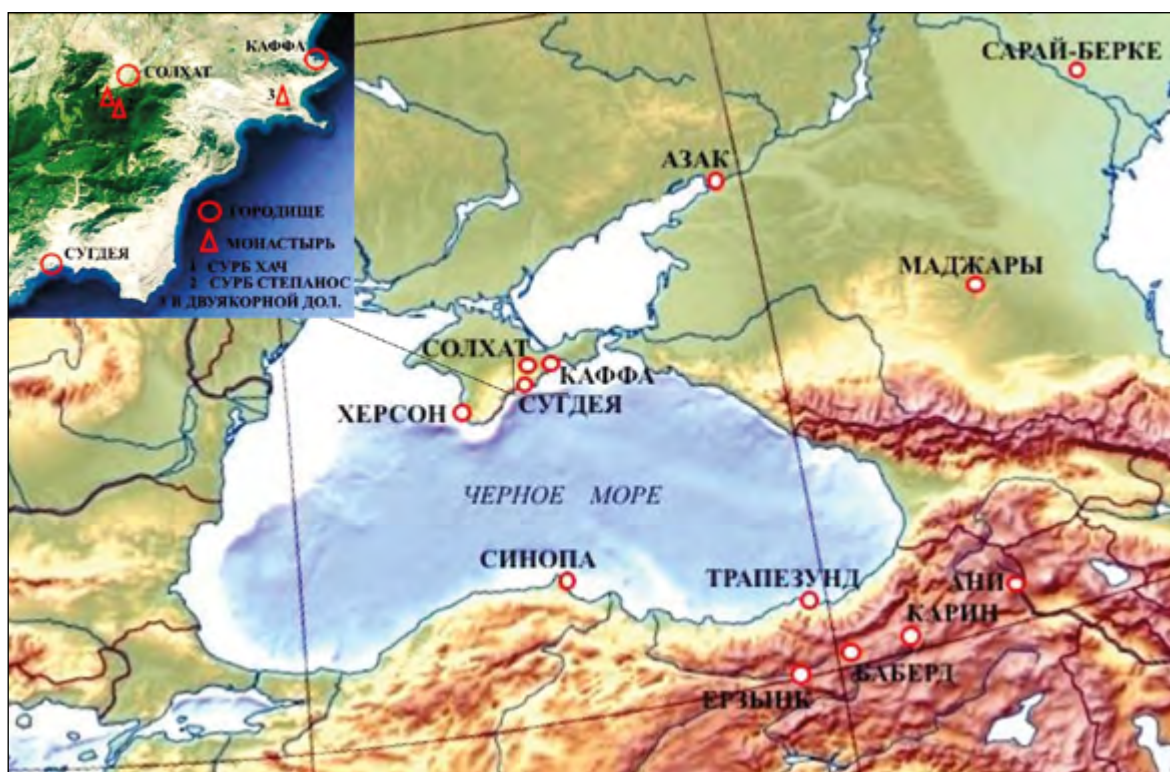 КАФФА
СОЛХАТ
3
СУГДЕЯ
ГОРОДИЩЕ
МОНАСТЫРЬ
1 СУРБ ХАЧ
2 СУРБ СТЕПАНОС
3 В ДВУЯКОРНОЙ ДОЛ.
САРАЙ-БЕРКЕ
АЗАК
МАДЖАРЫ
СОЛХАТ
КАФФА
СУГДЕЯ
ХЕРСОН
ЧЕРНОЕ МОРЕ
СИНОПА
ТРАПЕЗУНД
АНИ
КАРИН
БАБЕРД
ЕРЗЫНК